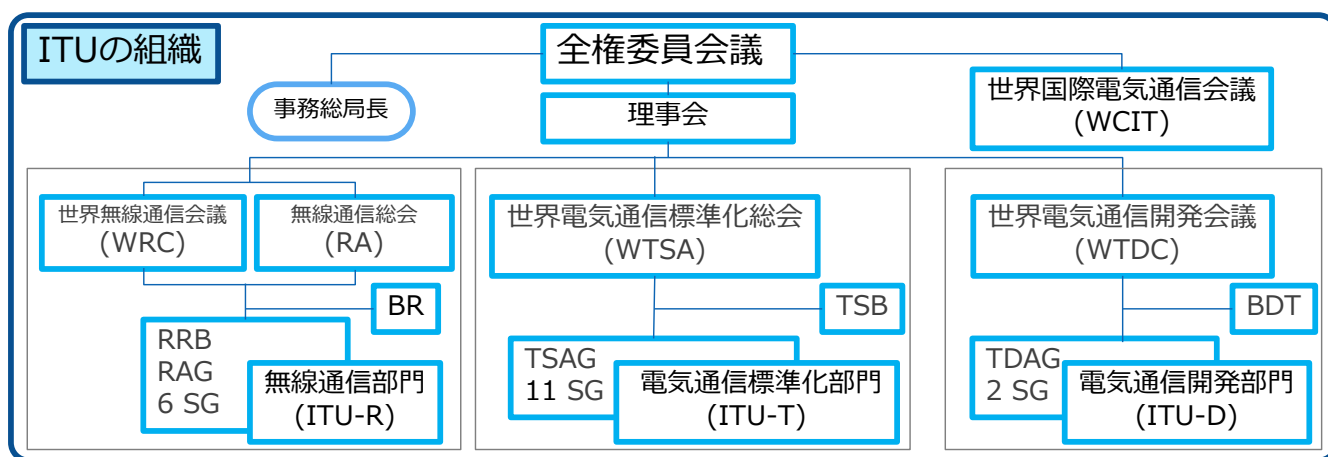 ITUの組織
全権委員会議
事務総局長
理事会
世界国際電気通信会議
(WCIT)
世界無線通信会議
(WRC)
無線通信総会
(RA)
BR
RRB
RAG
6 SG
無線通信部門
(ITU-R)
世界電気通信標準化総会
(WTSA)
TSB
TSAG
11 SG
電気通信標準化部門
(ITU-T)
世界電気通信開発会議
(WTDC)
BDT
TDAG
2 SG
電気通信開発部門
(ITU-D)